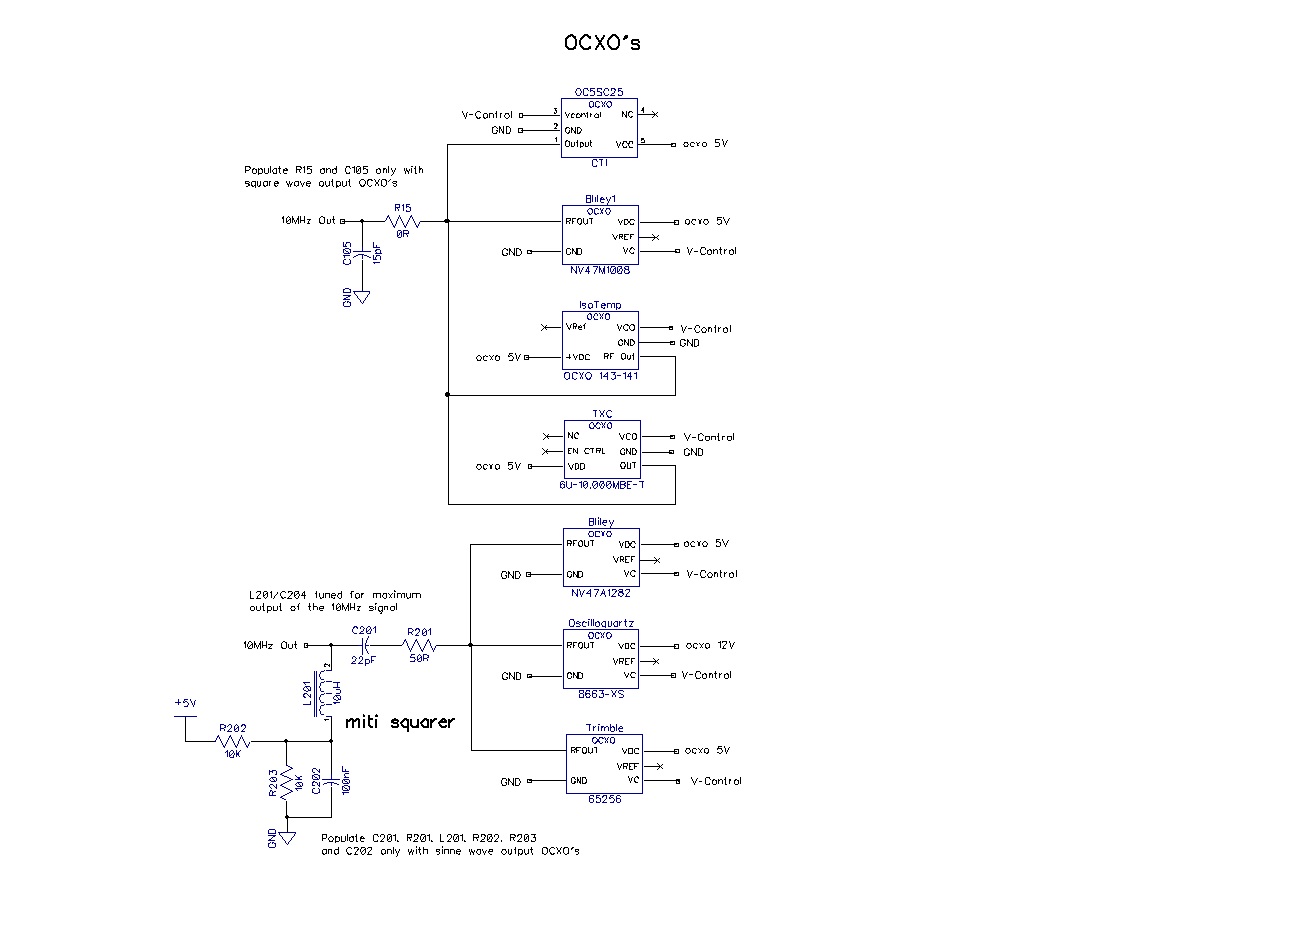 OCXO's
OC5SC25
OCXO
V-Control 3 Vcontrol NC 4
GND 2 GND
1 Output VCC 5 ocxo 5V
CTI
Populate R15 and C105 only with
square wave output OCXO's
Bliley1
OCXO
10MHz Out R15 0R RFOUT VDC ocxo 5V
VREF
C105 15pF GND GND VC V-Control
NV47M1008
GND
IsoTemp
OCXO
VRef VCO V-Control
GND GND
ocxo 5V +VDC RF Out
OCXO 143-141
TXC
OCXO
NC VCO V-Control
EN CTRL GND GND
ocxo 5V VDD OUT
6U-10.000MBE-T
Bliley
OCXO
RFOUT VDC ocxo 5V
VREF
GND GND VC V-Control
NV47A1282
L201/C204 tuned for maximum
output of the 10MHz signal
Oscilloquartz
OCXO
10MHz Out C201 22pF R201 50R RFOUT VDC ocxo 12V
VREF
GND GND VC V-Control
8663-XS
2 L201 10uH 1
miti squarer
+5V
R202
10K
Trimble
OCXO
RFOUT VDC ocxo 5V
VREF
GND GND VC V-Control
65256
R203 10K C202 100nF
GND
Populate C201, R201, L201, R202, R203
and C202 only with sinne wave output OCXO's